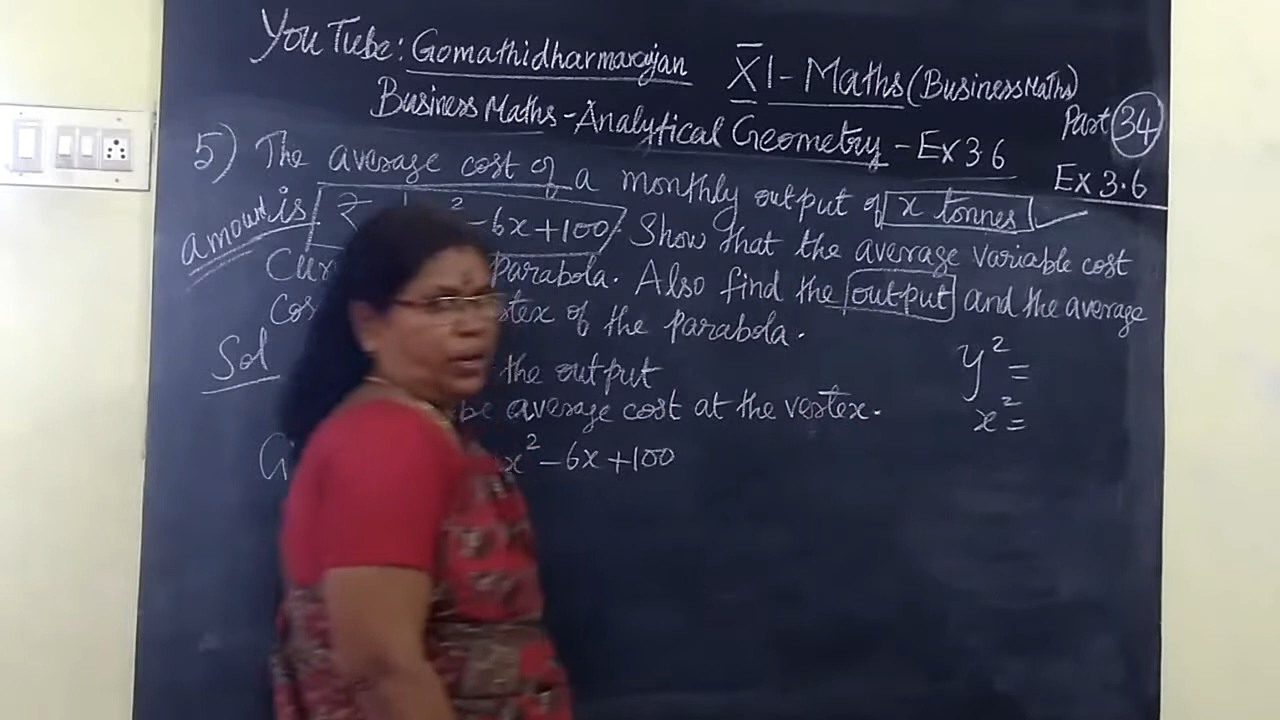 YouTube: Gomathidharmarajan XI - Maths (Business Maths)
Business Maths - Analytical Geometry - Ex 3.6 Part 34
Ex 3.6
5) The average cost of a monthly output of x tonnes
amount is ₹ 2 - 6x + 100. Show that the average variable cost
parabola. Also find the output and the average
of the parabola.
Sol
the output
be average cost at the vertex.
x² - 6x + 100
y² =
x² =